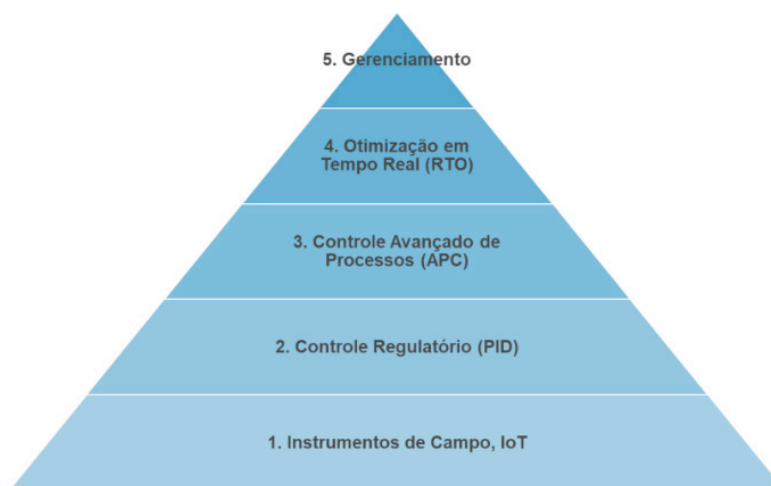 5. Gerenciamento
4. Otimização em
Tempo Real (RTO)
3. Controle Avançado de
Processos (APC)
2. Controle Regulatório (PID)
1. Instrumentos de Campo, IoT